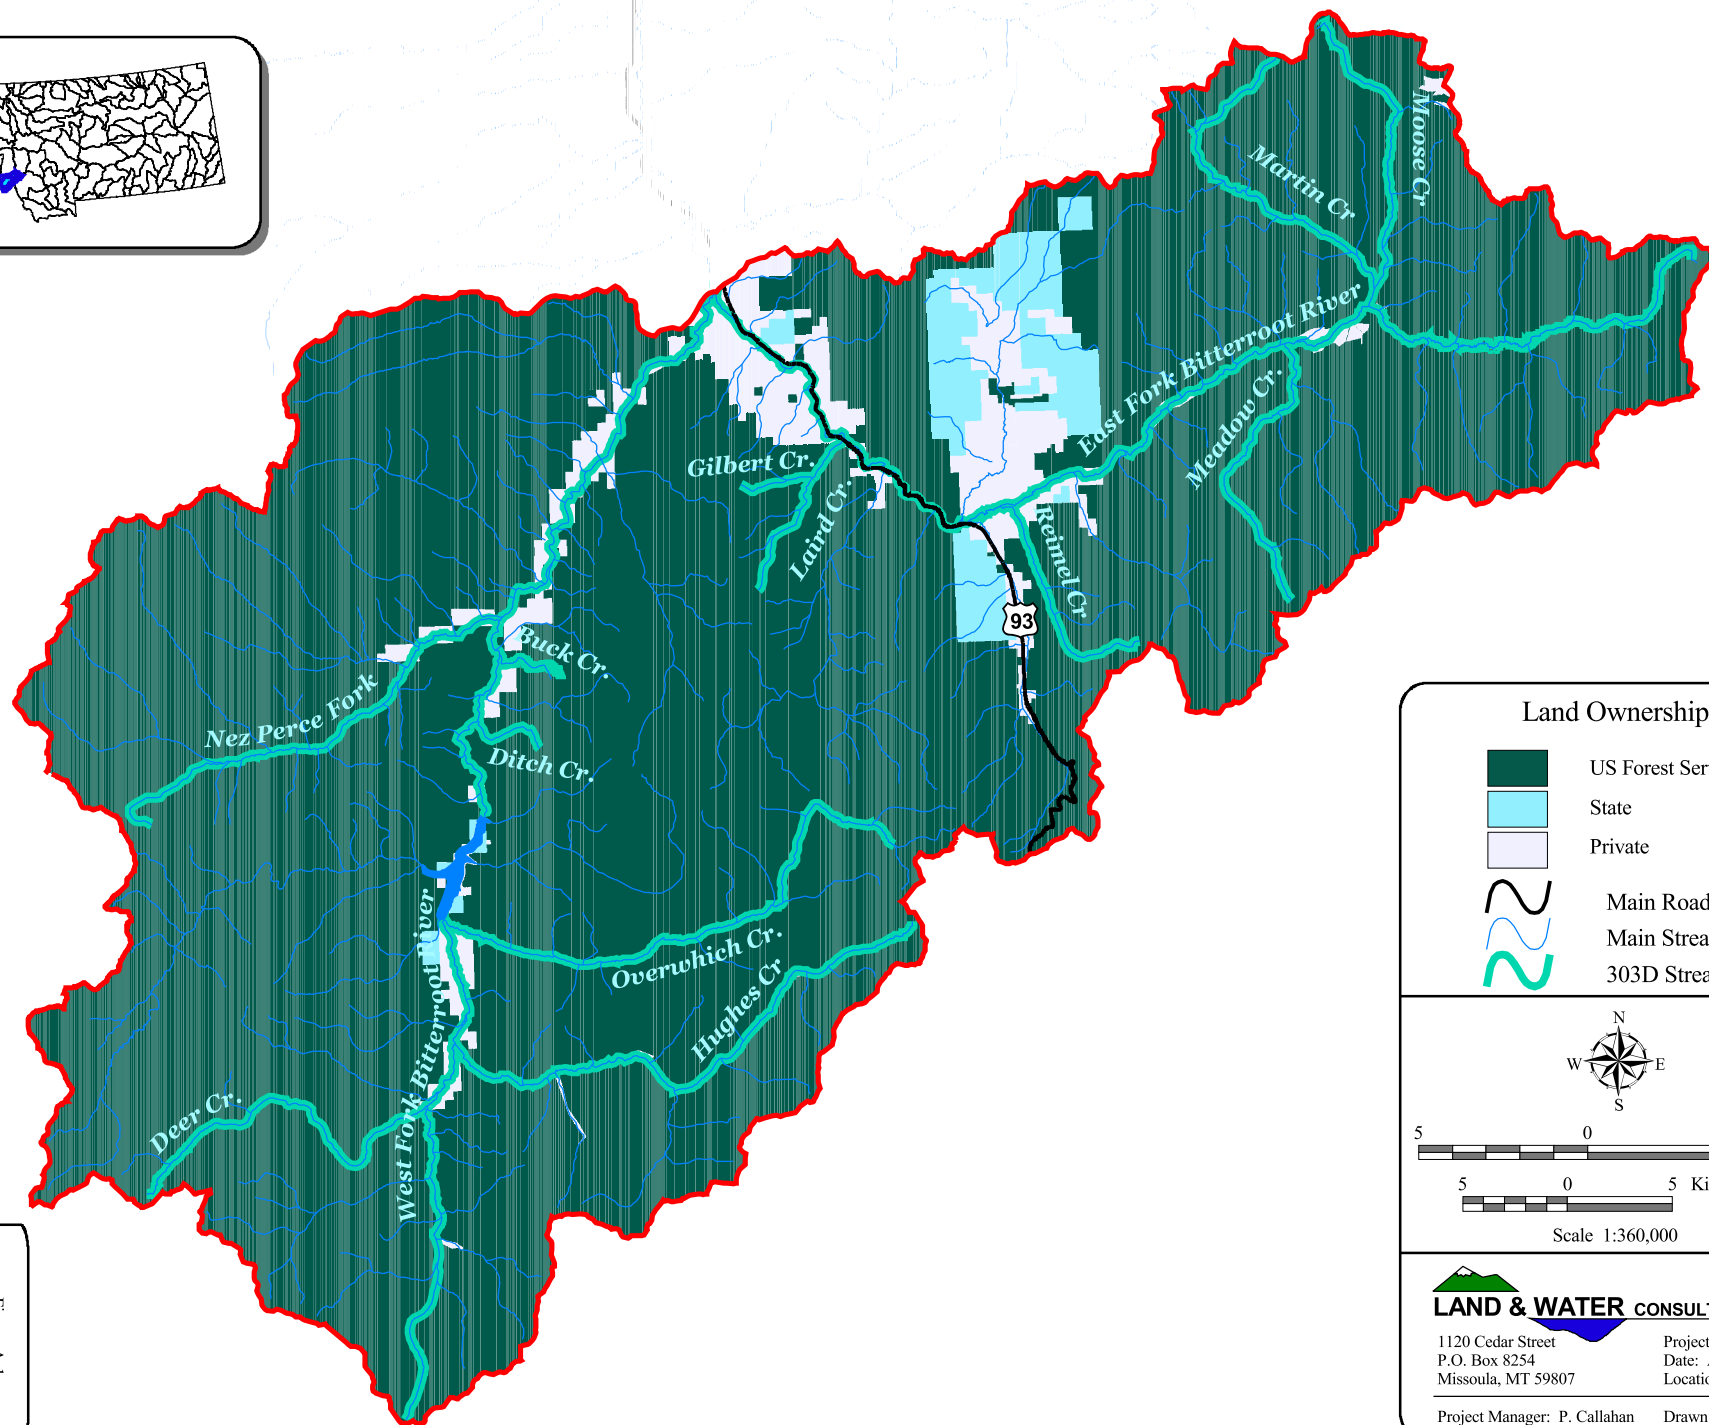 Moose Cr
Martin Cr
East Fork Bitterroot River
Meadow Cr.
Gilbert Cr.
Laird Cr.
Reimel Cr.
93
Buck Cr.
Nez Perce Fork
Ditch Cr.
Overwhich Cr.
Hughes Cr
West Fork Bitterroot River
Deer Cr.
Land Ownership
US Forest Ser
State
Private
Main Road
Main Strea
303D Strea
N
W E
S
5 0
5 0 5 Ki
Scale 1:360,000
LAND & WATER CONSULT
1120 Cedar Street Project
P.O. Box 8254 Date:
Missoula, MT 59807 Locatio
Project Manager: P. Callahan Drawn